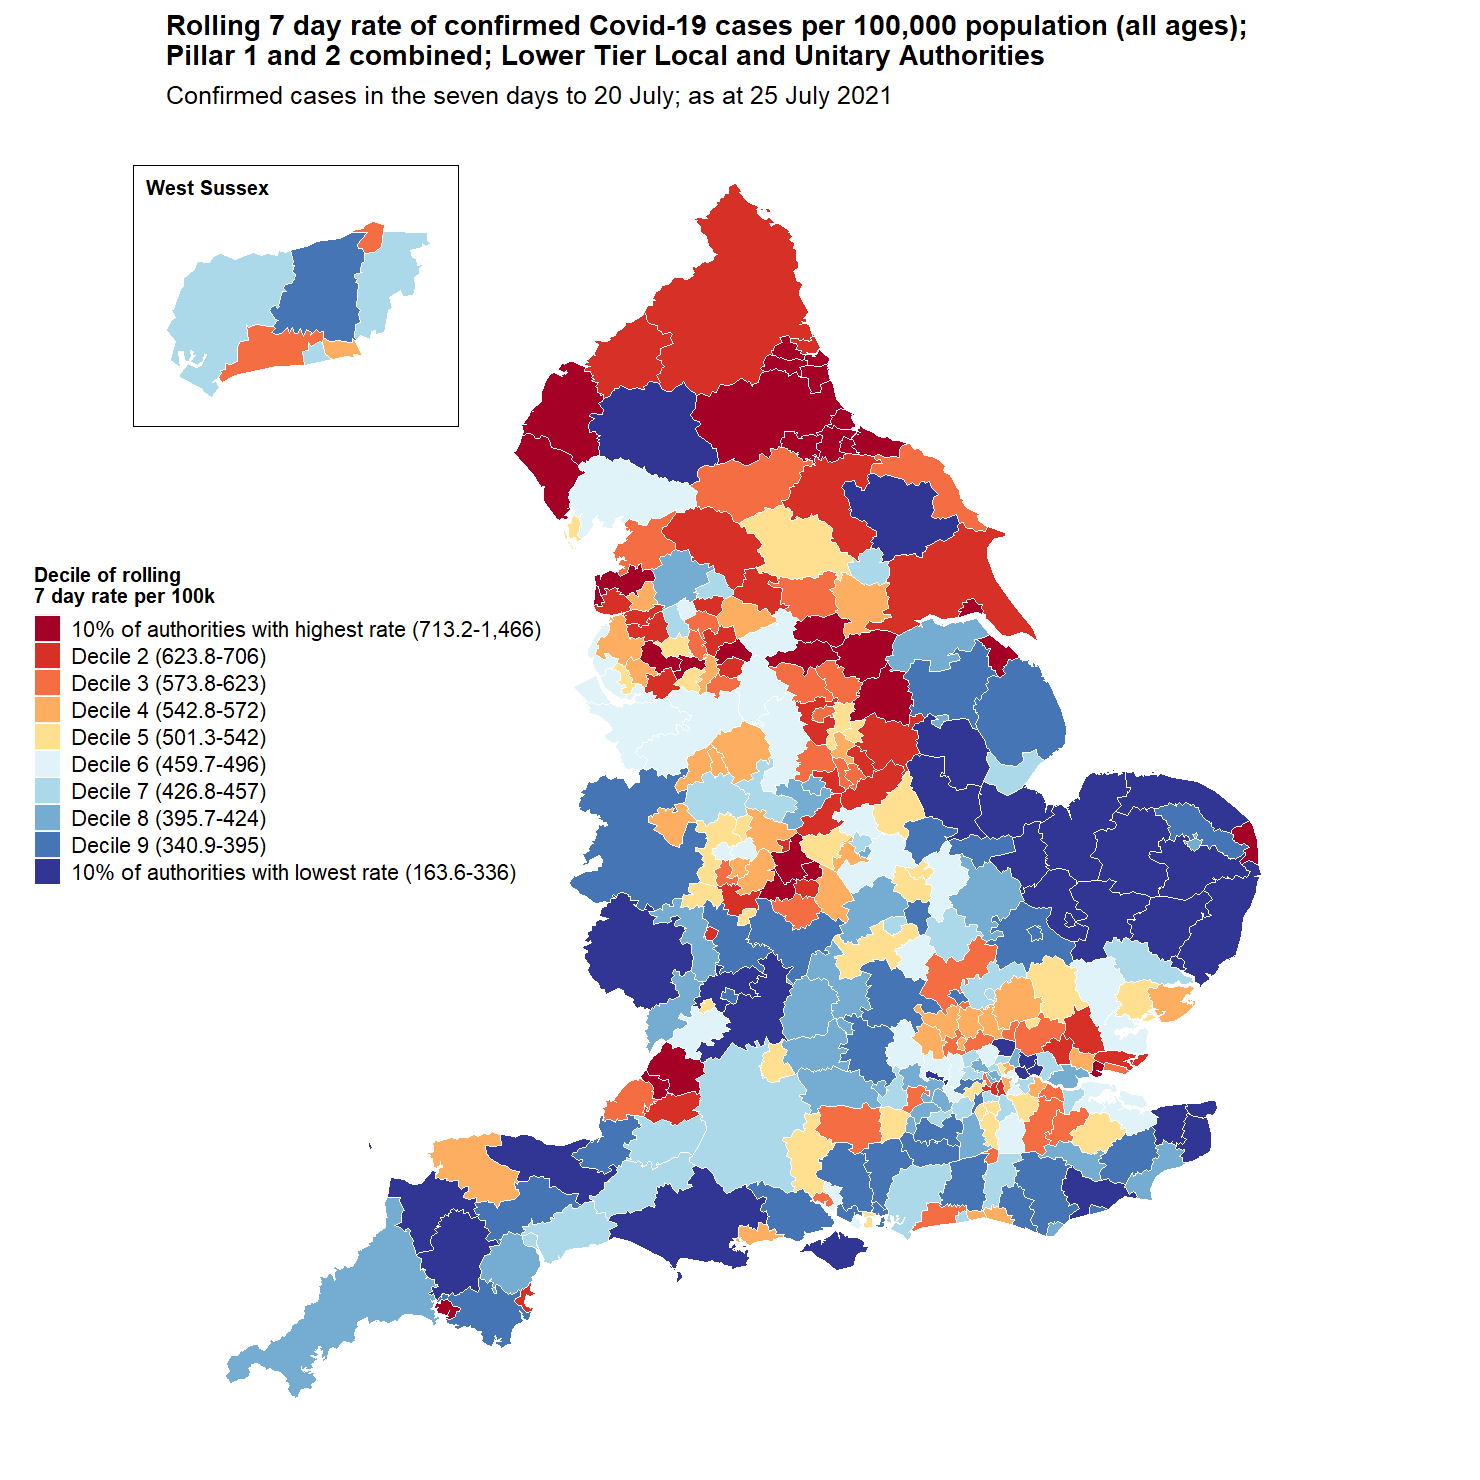 Rolling 7 day rate of confirmed Covid-19 cases per 100,000 population (all ages);
Pillar 1 and 2 combined; Lower Tier Local and Unitary Authorities
Confirmed cases in the seven days to 20 July; as at 25 July 2021
West Sussex
Decile of rolling
7 day rate per 100k
10% of authorities with highest rate (713.2-1,466)
Decile 2 (623.8-706)
Decile 3 (573.8-623)
Decile 4 (542.8-572)
Decile 5 (501.3-542)
Decile 6 (459.7-496)
Decile 7 (426.8-457)
Decile 8 (395.7-424)
Decile 9 (340.9-395)
10% of authorities with lowest rate (163.6-336)